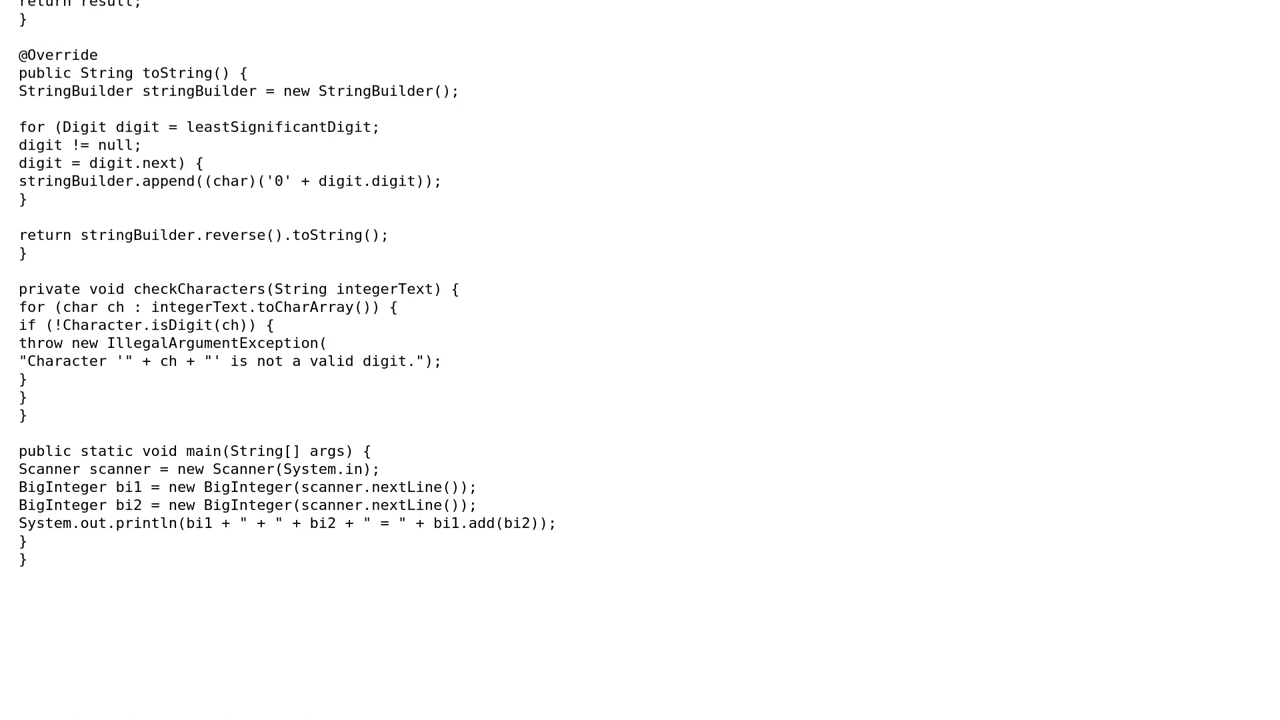 return result;
}
@Override
public String toString() {
StringBuilder stringBuilder = new StringBuilder();
for (Digit digit = leastSignificantDigit;
digit != null;
digit = digit.next) {
stringBuilder.append((char)('0' + digit.digit));
}
return stringBuilder.reverse().toString();
}
private void checkCharacters(String integerText) {
for (char ch : integerText.toCharArray()) {
if (!Character.isDigit(ch)) {
throw new IllegalArgumentException(
"Character '" + ch + "' is not a valid digit.");
}
}
}
public static void main(String[] args) {
Scanner scanner = new Scanner(System.in);
BigInteger bi1 = new BigInteger(scanner.nextLine());
BigInteger bi2 = new BigInteger(scanner.nextLine());
System.out.println(bi1 + " + " + bi2 + " = " + bi1.add(bi2));
}
}